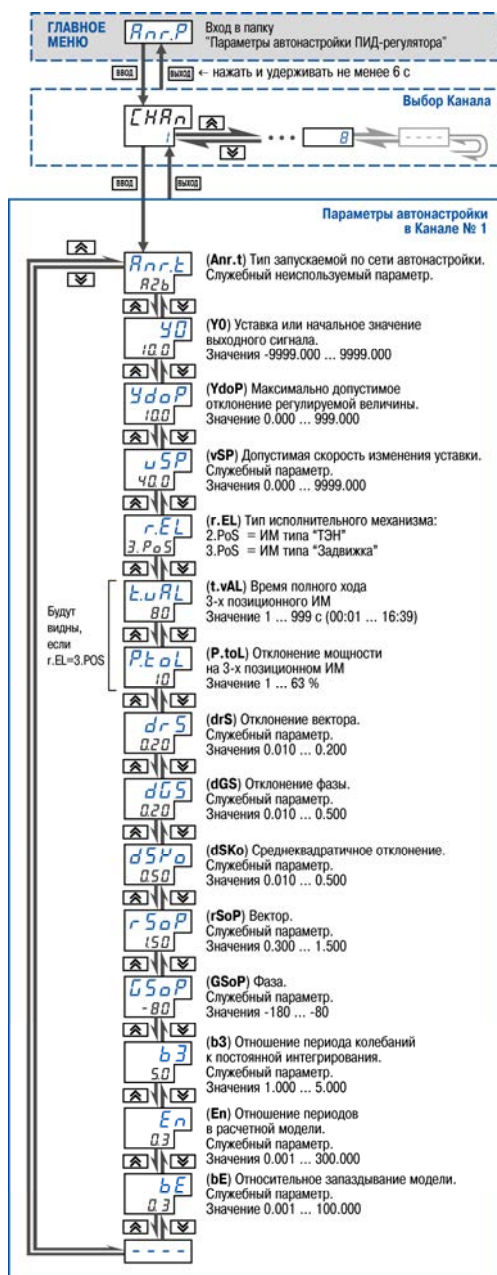 ГЛАВНОЕ
МЕНЮ
Anr.P
Вход в папку
"Параметры автонастройки ПИД-регулятора"
ВВОД
ВЫХОД
← нажать и удерживать не менее 6 с
Выбор Канала
CHAn
1
• • •
8
- - - -
ВВОД
ВЫХОД
Параметры автонастройки
в Канале № 1
Anr.t
A2b
(Anr.t) Тип запускаемой по сети автонастройки.
Служебный неиспользуемый параметр.
Y0
10.0
(Y0) Уставка или начальное значение
выходного сигнала.
Значения -9999.000 ... 9999.000
YdoP
10.0
(YdoP) Максимально допустимое
отклонение регулируемой величины.
Значения 0.000 ... 999.000
vSP
40.0
(vSP) Допустимая скорость изменения уставки.
Служебный параметр.
Значения 0.000 ... 9999.000
r.EL
3.PoS
(r.EL) Тип исполнительного механизма:
2.PoS = ИМ типа “ТЭН”
3.PoS = ИМ типа “Задвижка”
Будут
видны,
если
r.EL=3.POS
t.vAL
80
(t.vAL) Время полного хода
3-х позиционного ИМ
Значение 1 ... 999 с (00:01 ... 16:39)
P.toL
10
(P.toL) Отклонение мощности
на 3-х позиционном ИМ
Значение 1 ... 63 %
drS
0.20
(drS) Отклонение вектора.
Служебный параметр.
Значения 0.010 ... 0.200
dGS
0.20
(dGS) Отклонение фазы.
Служебный параметр.
Значения 0.010 ... 0.500
dSKo
0.50
(dSKo) Среднеквадратичное отклонение.
Служебный параметр.
Значения 0.010 ... 0.500
rSoP
1.50
(rSoP) Вектор.
Служебный параметр.
Значения 0.300 ... 1.500
GSoP
-80
(GSoP) Фаза.
Служебный параметр.
Значения -180 ... -80
b3
5.0
(b3) Отношение периода колебаний
к постоянной интегрирования.
Служебный параметр.
Значения 1.000 ... 5.000
En
0.3
(En) Отношение периодов
в расчетной модели.
Служебный параметр.
Значения 0.001 ... 300.000
bE
0.3
(bE) Относительное запаздывание модели.
Служебный параметр.
Значение 0.001 ... 100.000
- - - -